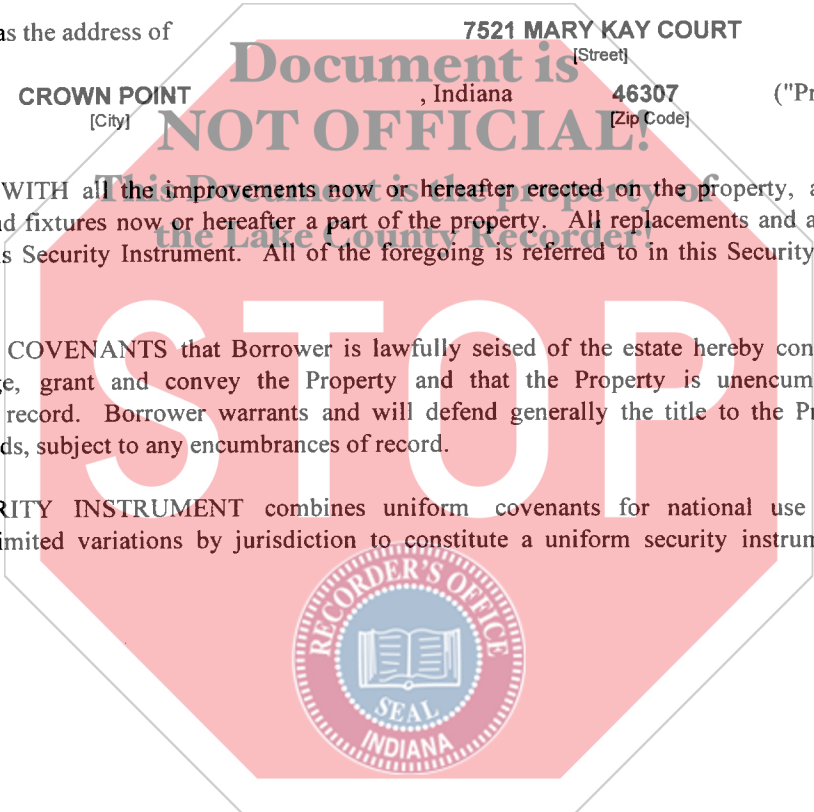 as the address of 7521 MARY KAY COURT
[Street]
CROWN POINT , Indiana 46307 ("Pr
[City] [Zip Code]
Document is
NOT OFFICIAL!
This Document is the property of
the Lake County Recorder!
WITH all the improvements now or hereafter erected on the property, a
nd fixtures now or hereafter a part of the property. All replacements and a
is Security Instrument. All of the foregoing is referred to in this Security
COVENANTS that Borrower is lawfully seised of the estate hereby con
ge, grant and convey the Property and that the Property is unencum
record. Borrower warrants and will defend generally the title to the Pr
ds, subject to any encumbrances of record.
RITY INSTRUMENT combines uniform covenants for national use
imited variations by jurisdiction to constitute a uniform security instrum
STOP
RECORDER'S OFFICE
SEAL
INDIANA